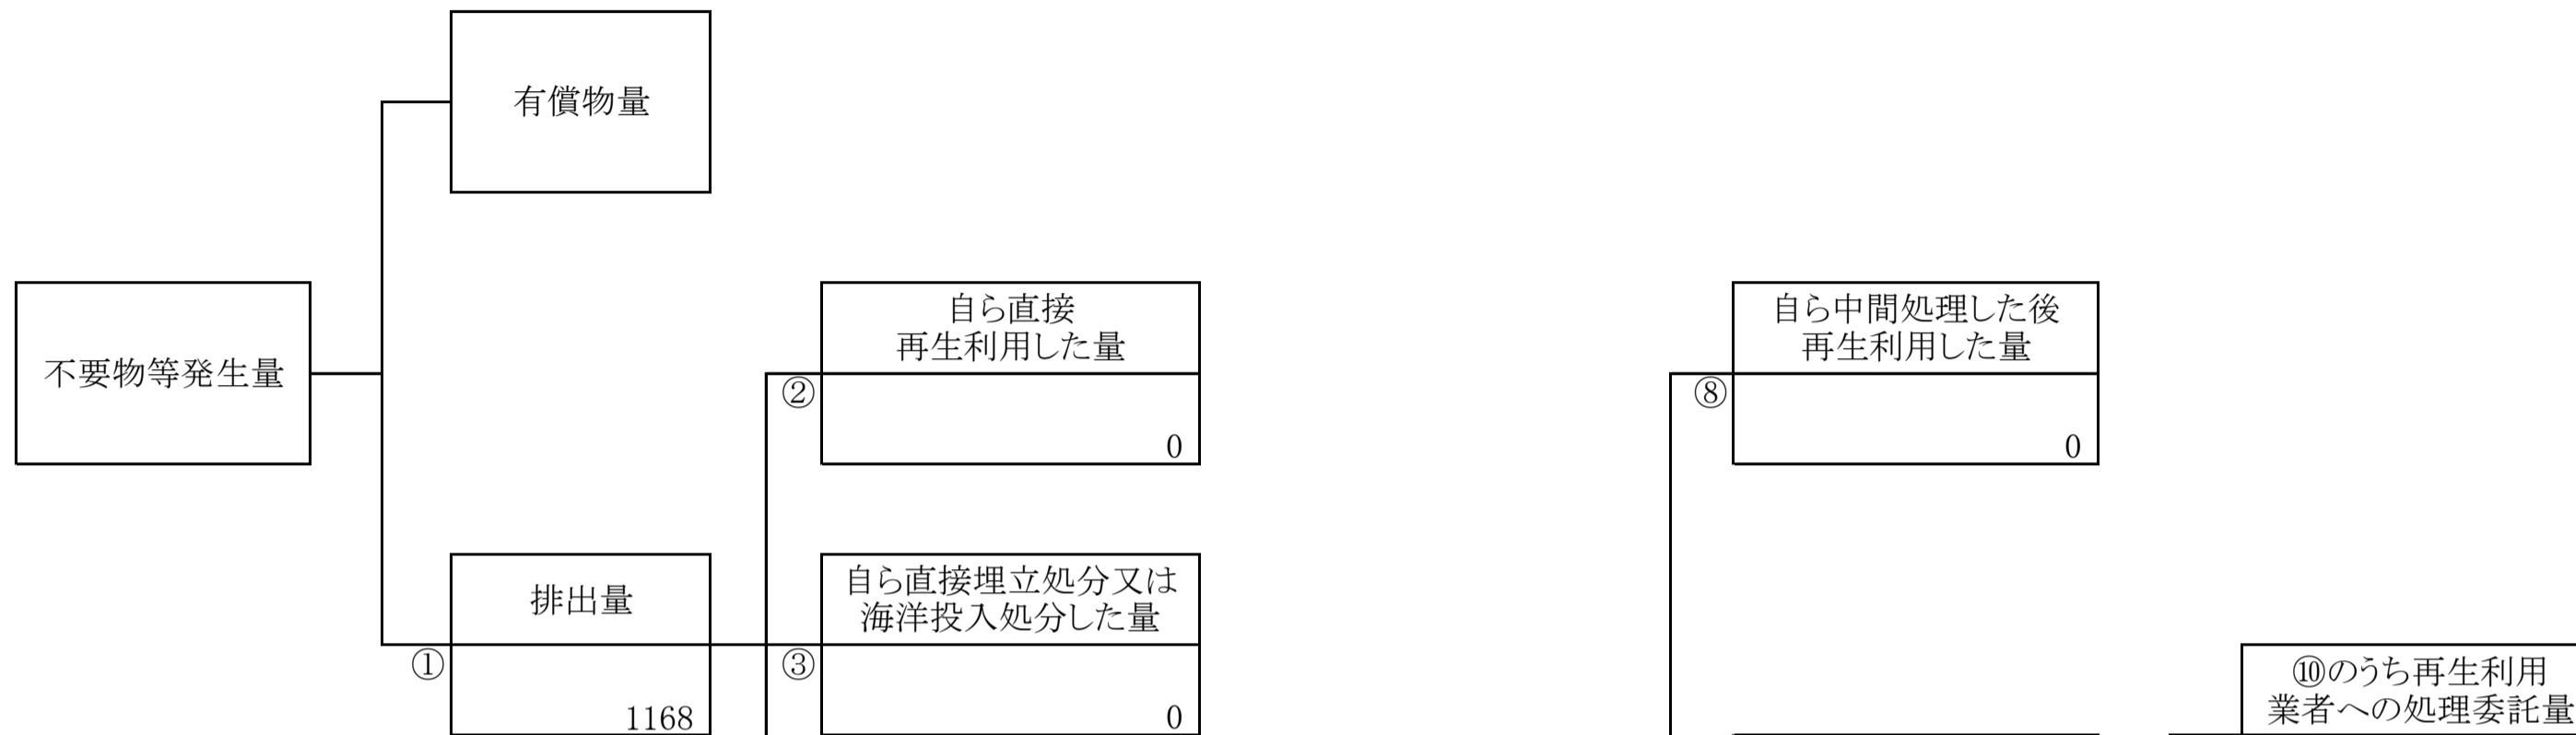 有償物量
不要物等発生量
自ら直接
再生利用した量
②
0
自ら中間処理した後
再生利用した量
⑧
0
排出量
①
1168
自ら直接埋立処分又は
海洋投入処分した量
③
0
⑩のうち再生利用
業者への処理委託量